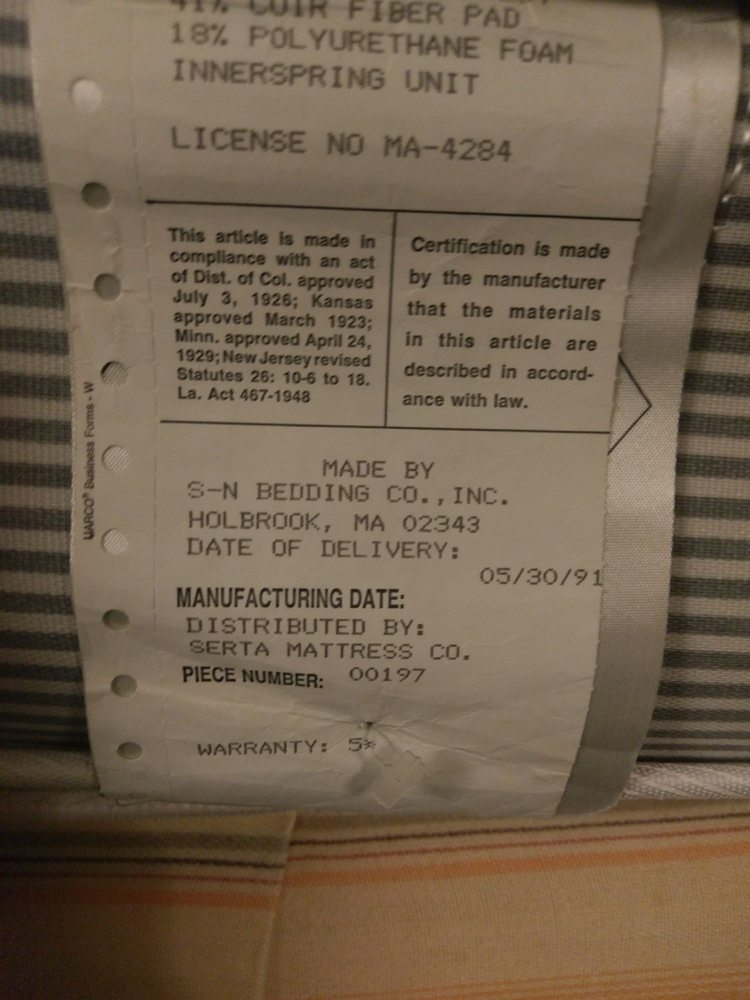 41% COIR FIBER PAD
18% POLYURETHANE FOAM
INNERSPRING UNIT
LICENSE NO MA-4284
This article is made in
compliance with an act
of Dist. of Col. approved
July 3, 1926; Kansas
approved March 1923;
Minn. approved April 24,
1929; New Jersey revised
Statutes 26: 10-6 to 18.
La. Act 467-1948
Certification is made
by the manufacturer
that the materials
in this article are
described in accord-
ance with law.
MADE BY
S-N BEDDING CO., INC.
HOLBROOK, MA 02343
DATE OF DELIVERY:
05/30/91
MANUFACTURING DATE:
DISTRIBUTED BY:
SERTA MATTRESS CO.
PIECE NUMBER: 00197
WARRANTY:
UARCO® Business Forms - W